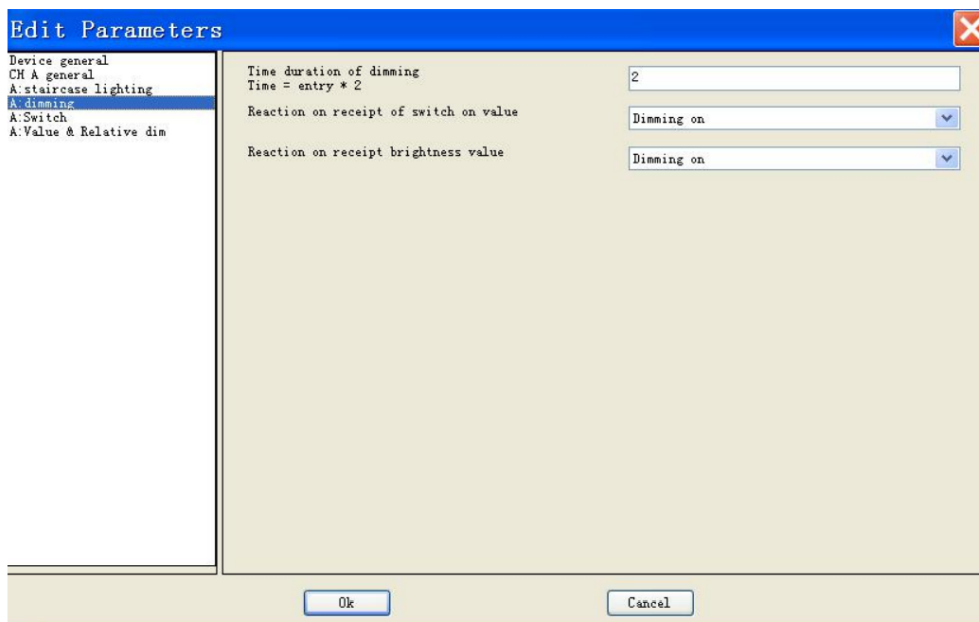 Edit Parameters
Device general
CH A general
A:staircase lighting
A:dimming
A:Switch
A:Value & Relative dim
Time duration of dimming
Time = entry * 2
2
Reaction on receipt of switch on value
Dimming on
Reaction on receipt brightness value
Dimming on
Ok
Cancel